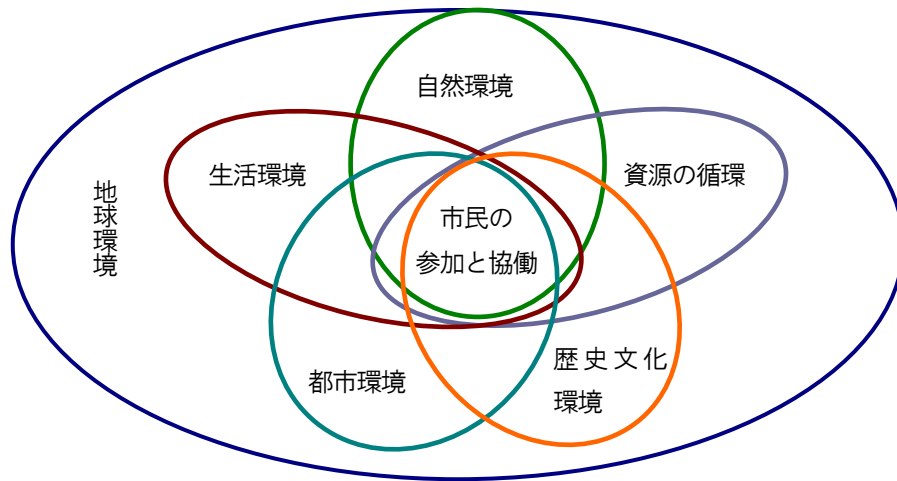 自然環境
生活環境
資源の循環
地球環境
市民の
参加と協働
都市環境
歴史文化
環境